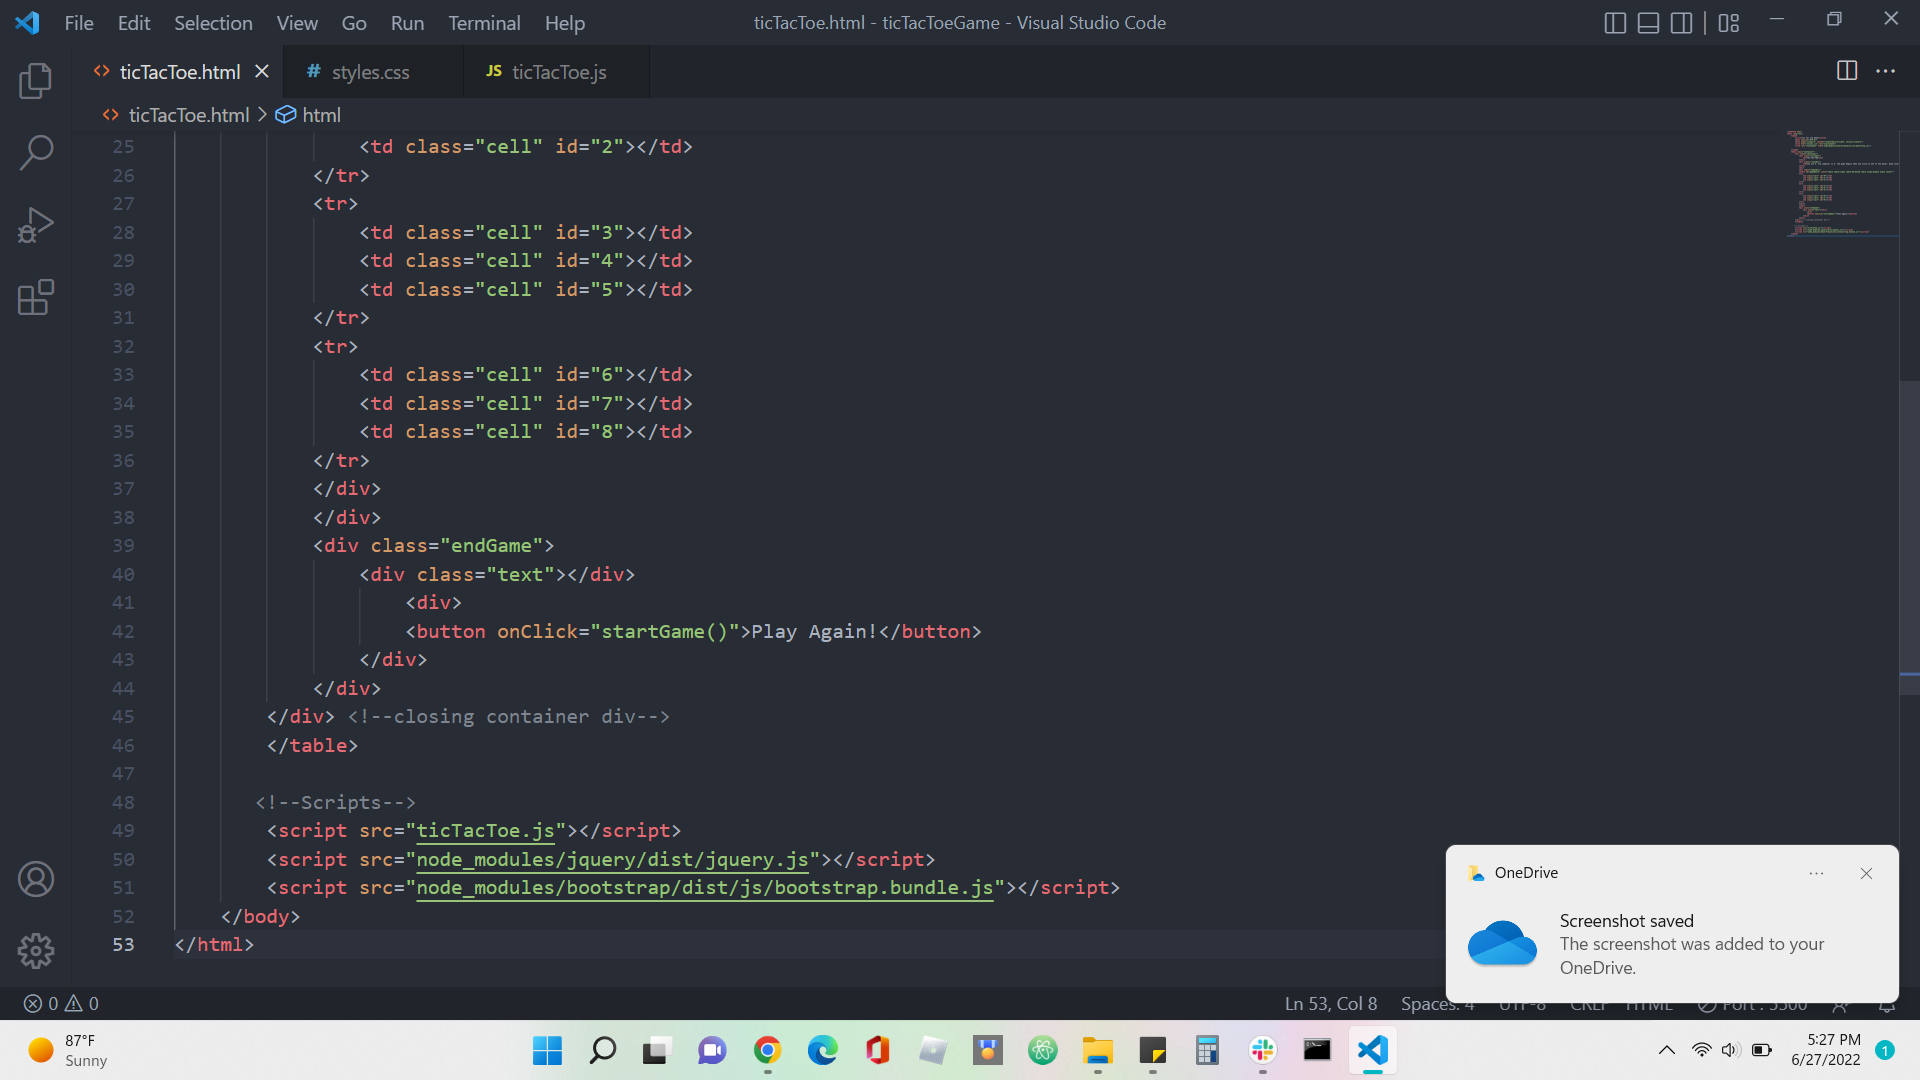 File Edit Selection View Go Run Terminal Help
ticTacToe.html - ticTacToeGame - Visual Studio Code
ticTacToe.html
# styles.css
JS ticTacToe.js
ticTacToe.html > html
25 <td class="cell" id="2"></td>
26 </tr>
27 <tr>
28 <td class="cell" id="3"></td>
29 <td class="cell" id="4"></td>
30 <td class="cell" id="5"></td>
31 </tr>
32 <tr>
33 <td class="cell" id="6"></td>
34 <td class="cell" id="7"></td>
35 <td class="cell" id="8"></td>
36 </tr>
37 </div>
38 </div>
39 <div class="endGame">
40 <div class="text"></div>
41 <div>
42 <button onClick="startGame()">Play Again!</button>
43 </div>
44 </div>
45 </div> <!--closing container div-->
46 </table>
47
48 <!--Scripts-->
49 <script src="ticTacToe.js"></script>
50 <script src="node_modules/jquery/dist/jquery.js"></script>
51 <script src="node_modules/bootstrap/dist/js/bootstrap.bundle.js"></script>
52 </body>
53 </html>
OneDrive
Screenshot saved
The screenshot was added to your
OneDrive.
0 0
Ln 53, Col 8 Spaces: 4 UTF-8 CRLF HTML Port : 5500
87°F
Sunny
5:27 PM
6/27/2022
1